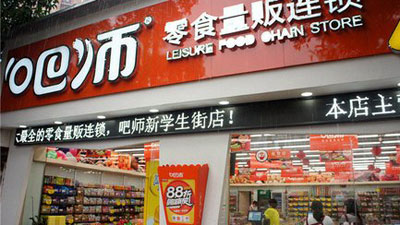 吧师
零食量贩连锁
LEISURE FOOD CHAIN STORE
最全的零食量贩连锁，吧师新学生街店！
本店主
88折